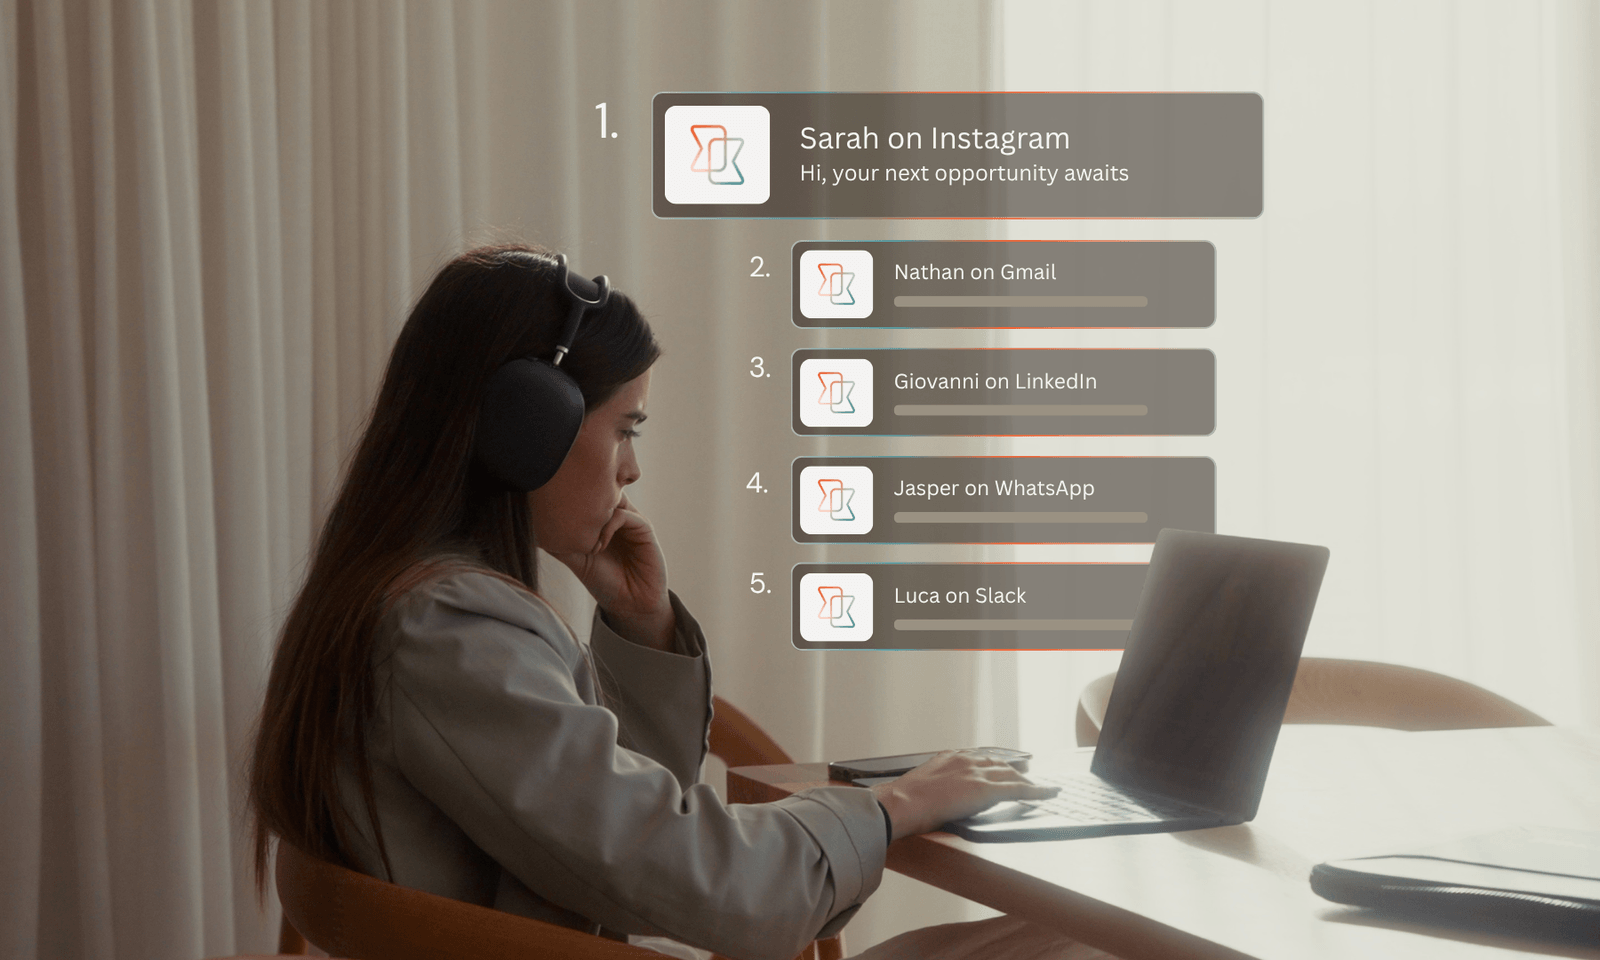 1.
Sarah on Instagram
Hi, your next opportunity awaits
2.
Nathan on Gmail
3.
Giovanni on LinkedIn
4.
Jasper on WhatsApp
5.
Luca on Slack